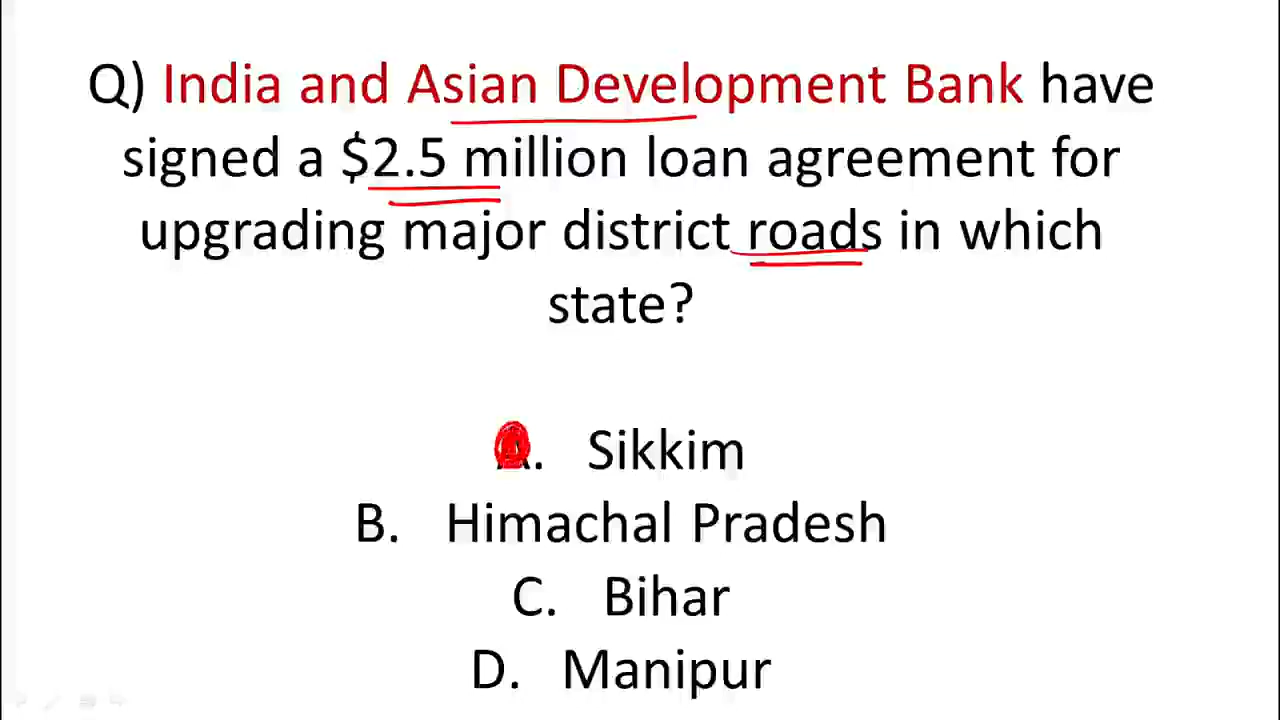 Q) India and Asian Development Bank have
signed a $2.5 million loan agreement for
upgrading major district roads in which
state?
A. Sikkim
B. Himachal Pradesh
C. Bihar
D. Manipur